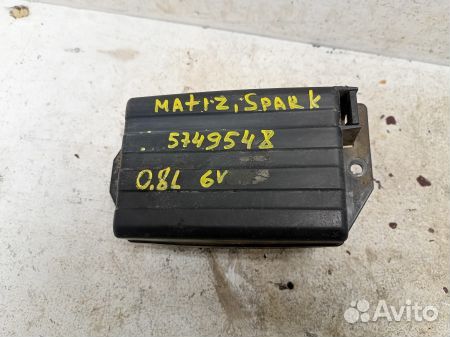 MATIZ, SPARK
5749548
0.8L 6V
Avito